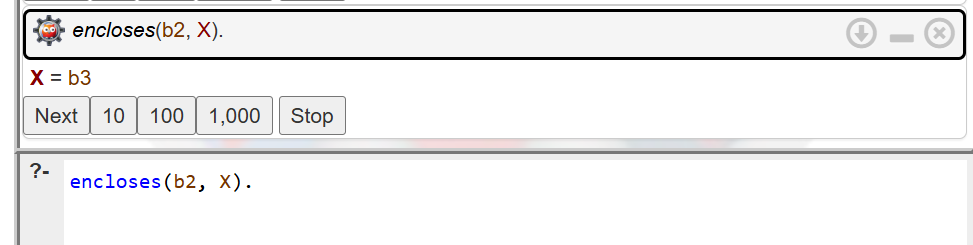 encloses(b2, X).
X = b3
Next 10 100 1,000 Stop
?- encloses(b2, X).